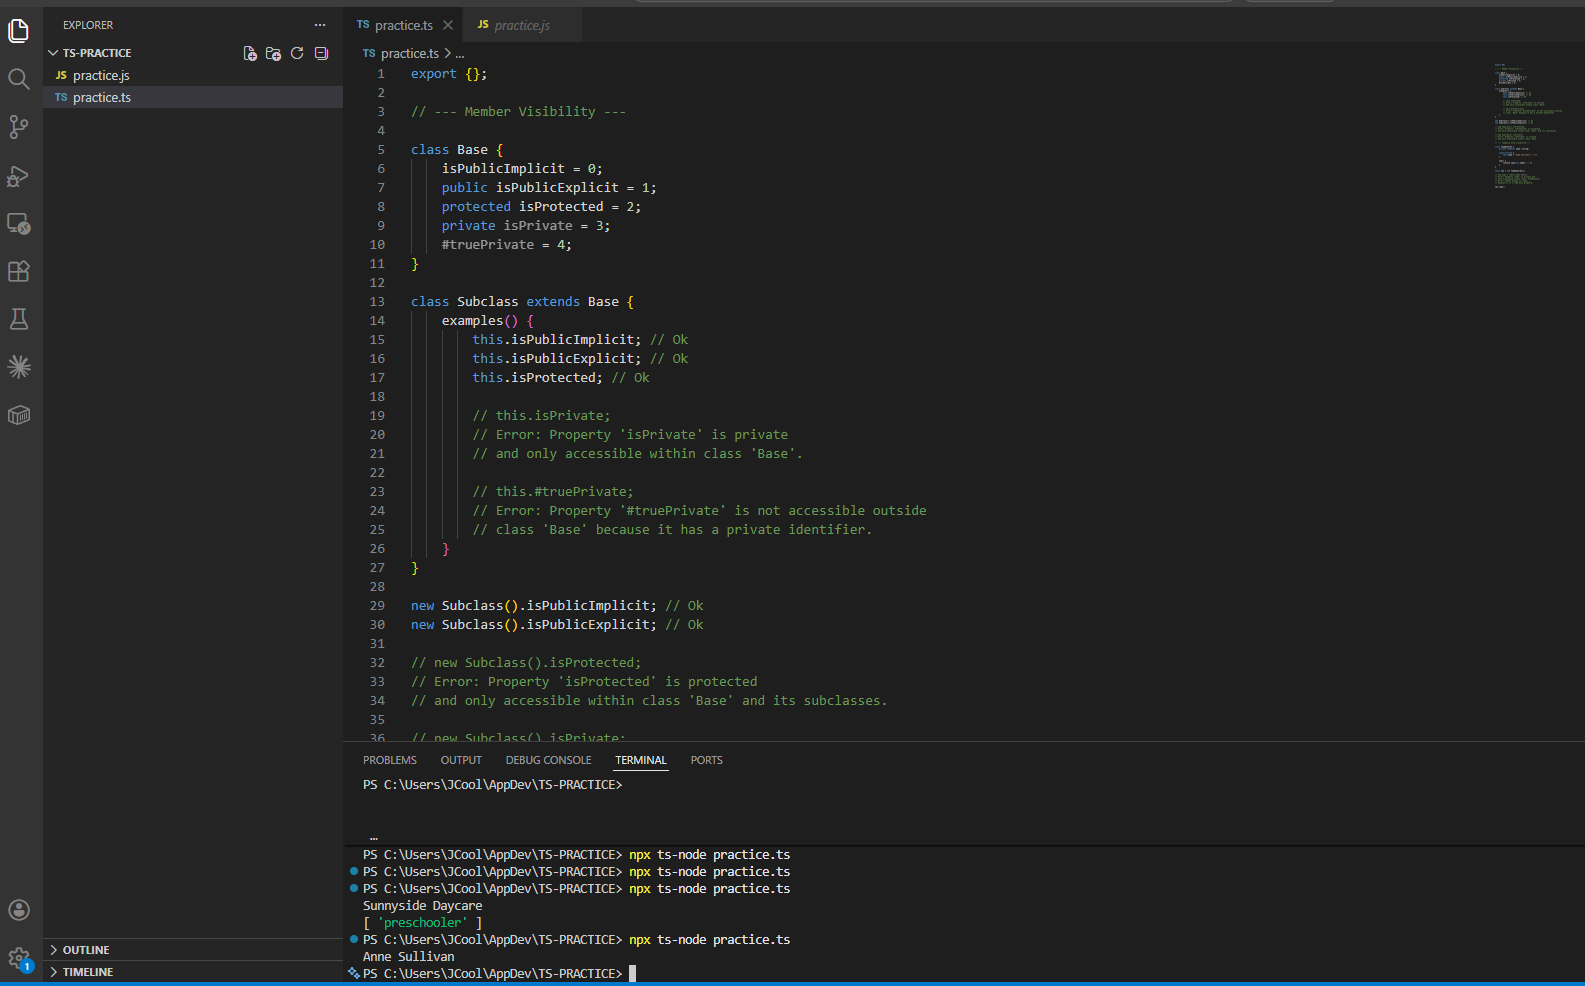 EXPLORER
TS-PRACTICE
JS practice.js
TS practice.ts
OUTLINE
TIMELINE
1
TS practice.ts
JS practice.js
TS practice.ts > ...
1 export {};
2
3 // --- Member Visibility ---
4
5 class Base {
6 isPublicImplicit = 0;
7 public isPublicExplicit = 1;
8 protected isProtected = 2;
9 private isPrivate = 3;
10 #truePrivate = 4;
11 }
12
13 class Subclass extends Base {
14 examples() {
15 this.isPublicImplicit; // Ok
16 this.isPublicExplicit; // Ok
17 this.isProtected; // Ok
18
19 // this.isPrivate;
20 // Error: Property 'isPrivate' is private
21 // and only accessible within class 'Base'.
22
23 // this.#truePrivate;
24 // Error: Property '#truePrivate' is not accessible outside
25 // class 'Base' because it has a private identifier.
26 }
27 }
28
29 new Subclass().isPublicImplicit; // Ok
30 new Subclass().isPublicExplicit; // Ok
31
32 // new Subclass().isProtected;
33 // Error: Property 'isProtected' is protected
34 // and only accessible within class 'Base' and its subclasses.
35
36 // new Subclass().isPrivate;
PROBLEMS OUTPUT DEBUG CONSOLE TERMINAL PORTS
PS C:\Users\JCool\AppDev\TS-PRACTICE>
…
PS C:\Users\JCool\AppDev\TS-PRACTICE> npx ts-node practice.ts
PS C:\Users\JCool\AppDev\TS-PRACTICE> npx ts-node practice.ts
PS C:\Users\JCool\AppDev\TS-PRACTICE> npx ts-node practice.ts
Sunnyside Daycare
[ 'preschooler' ]
PS C:\Users\JCool\AppDev\TS-PRACTICE> npx ts-node practice.ts
Anne Sullivan
PS C:\Users\JCool\AppDev\TS-PRACTICE>